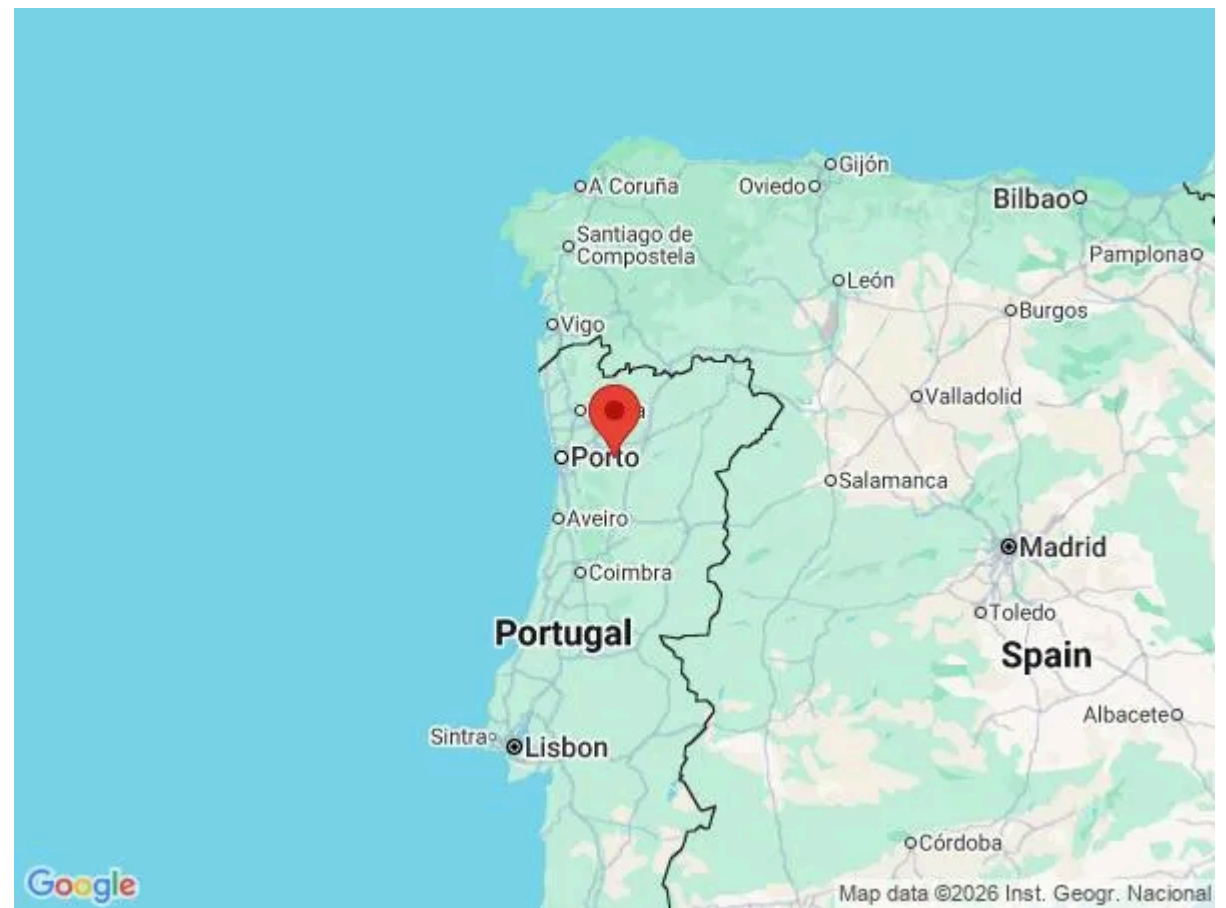 A Coruña
Gijón
Oviedo
Bilbao
Santiago de
Compostela
Pamplona
León
Burgos
Vigo
Valladolid
Porto
Salamanca
Aveiro
Madrid
Coimbra
Toledo
Portugal
Spain
Albacete
Sintra
Lisbon
Córdoba
Google
Map data ©2026 Inst. Geogr. Nacional